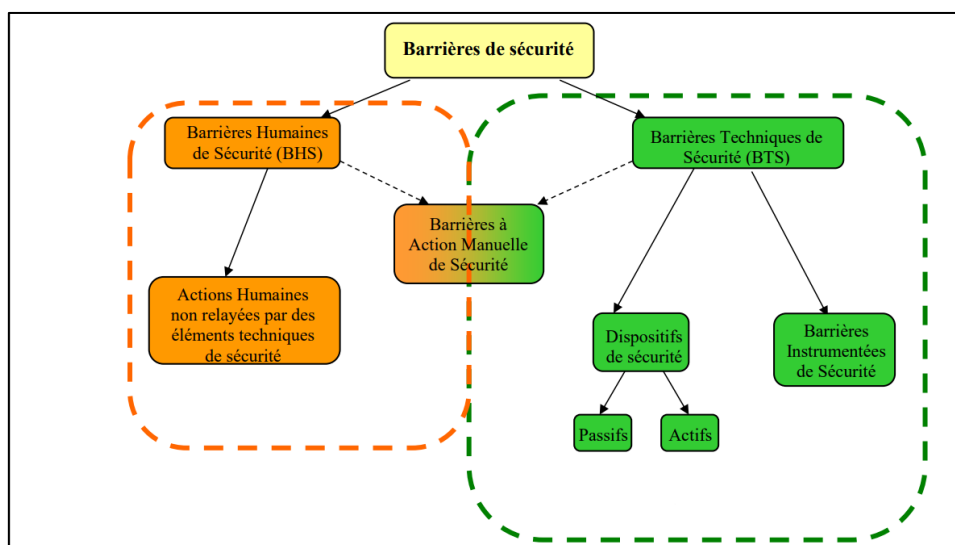 Barrières de sécurité
Barrières Humaines
de Sécurité (BHS)
Barrières Techniques de
Sécurité (BTS)
Barrières à
Action Manuelle
de Sécurité
Actions Humaines
non relayées par des
éléments techniques
de sécurité
Dispositifs
de sécurité
Barrières
Instrumentées
de Sécurité
Passifs
Actifs